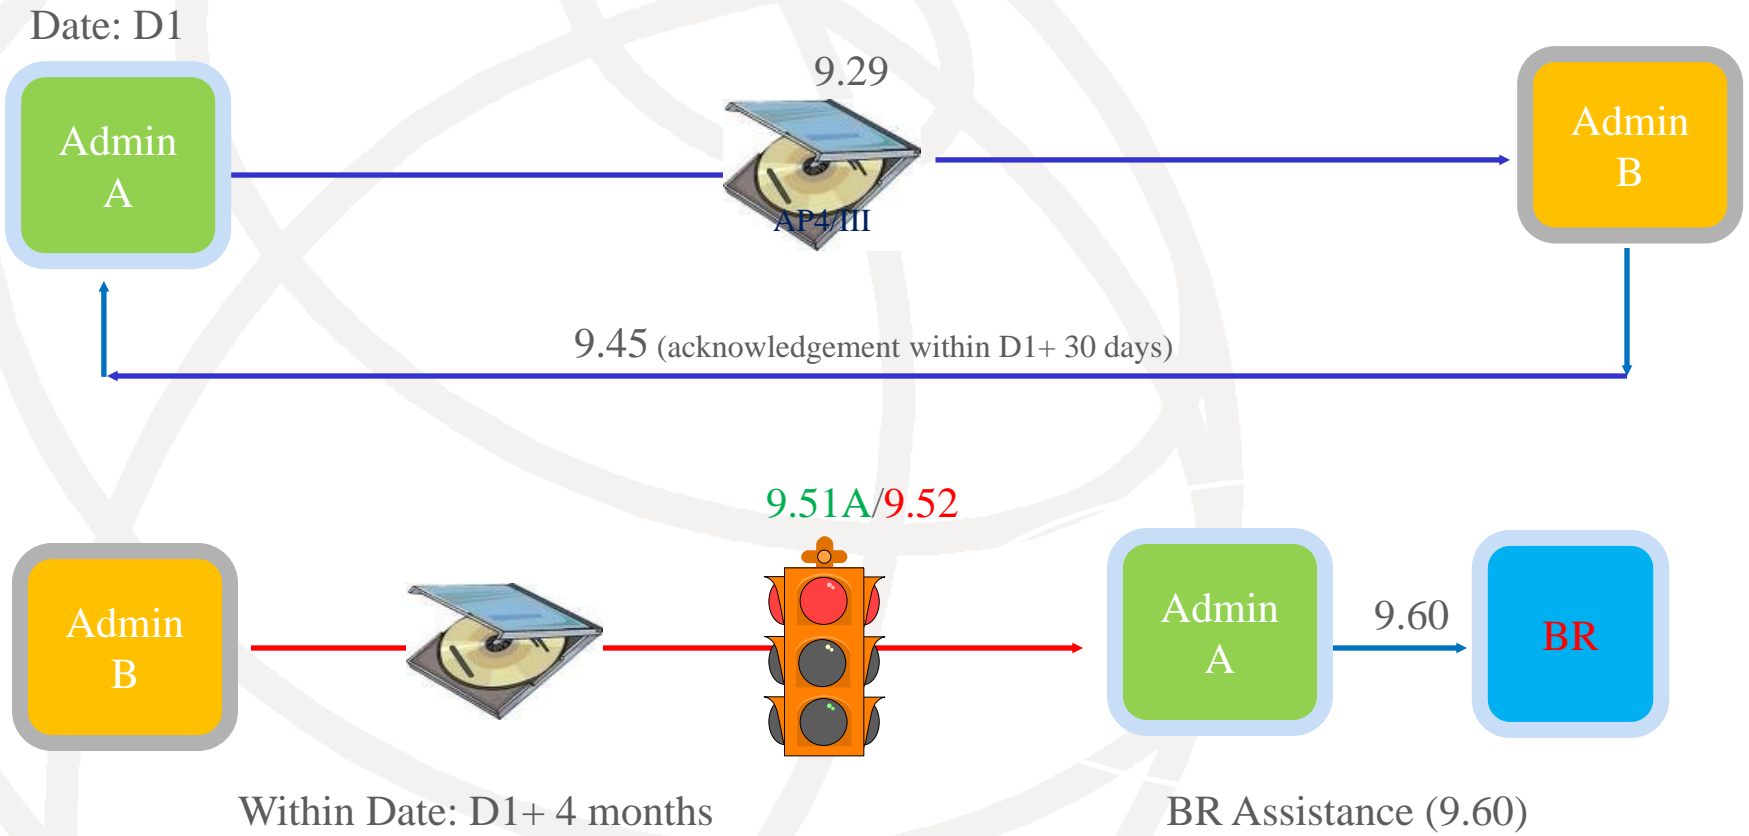 Date: D1
9.29
Admin
A
Admin
B
AP4/III
9.45 (acknowledgement within D1+ 30 days)
9.51A/9.52
Admin
B
Admin
A
9.60
BR
Within Date: D1+ 4 months
BR Assistance (9.60)